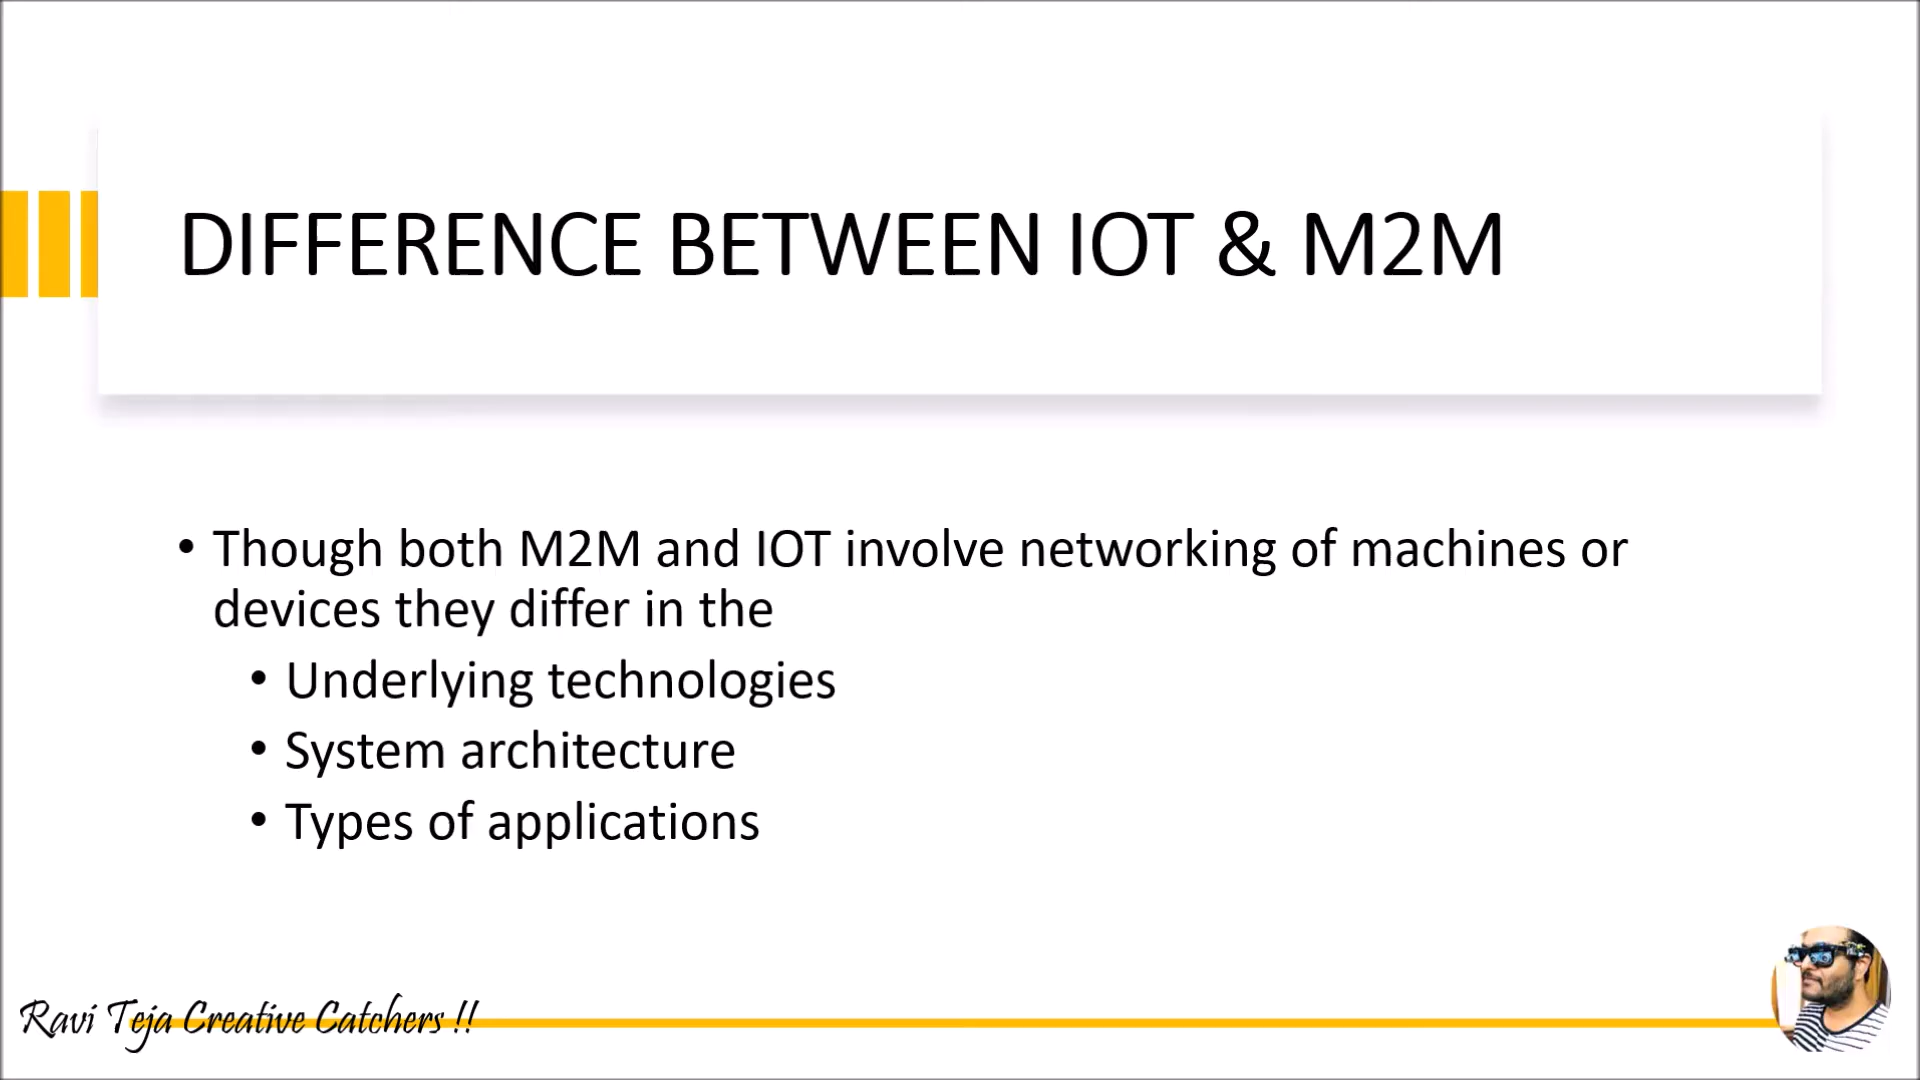 DIFFERENCE BETWEEN IOT & M2M
• Though both M2M and IOT involve networking of machines or
devices they differ in the
• Underlying technologies
• System architecture
• Types of applications
Ravi Teja Creative Catchers !!